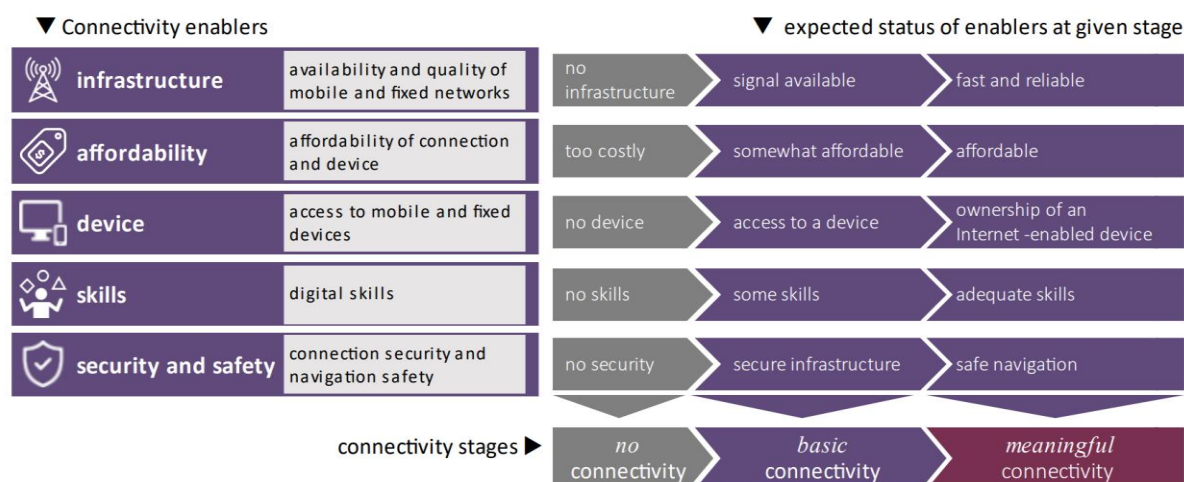 ▼ Connectivity enablers
▼ expected status of enablers at given stage
infrastructure
availability and quality of
mobile and fixed networks
no
infrastructure
signal available
fast and reliable
$
affordability
affordability of connection
and device
too costly
somewhat affordable
affordable
device
access to mobile and fixed
devices
no device
access to a device
ownership of an
Internet -enabled device
skills
digital skills
no skills
some skills
adequate skills
security and safety
connection security and
navigation safety
no security
secure infrastructure
safe navigation
connectivity stages ▶
no
connectivity
basic
connectivity
meaningful
connectivity